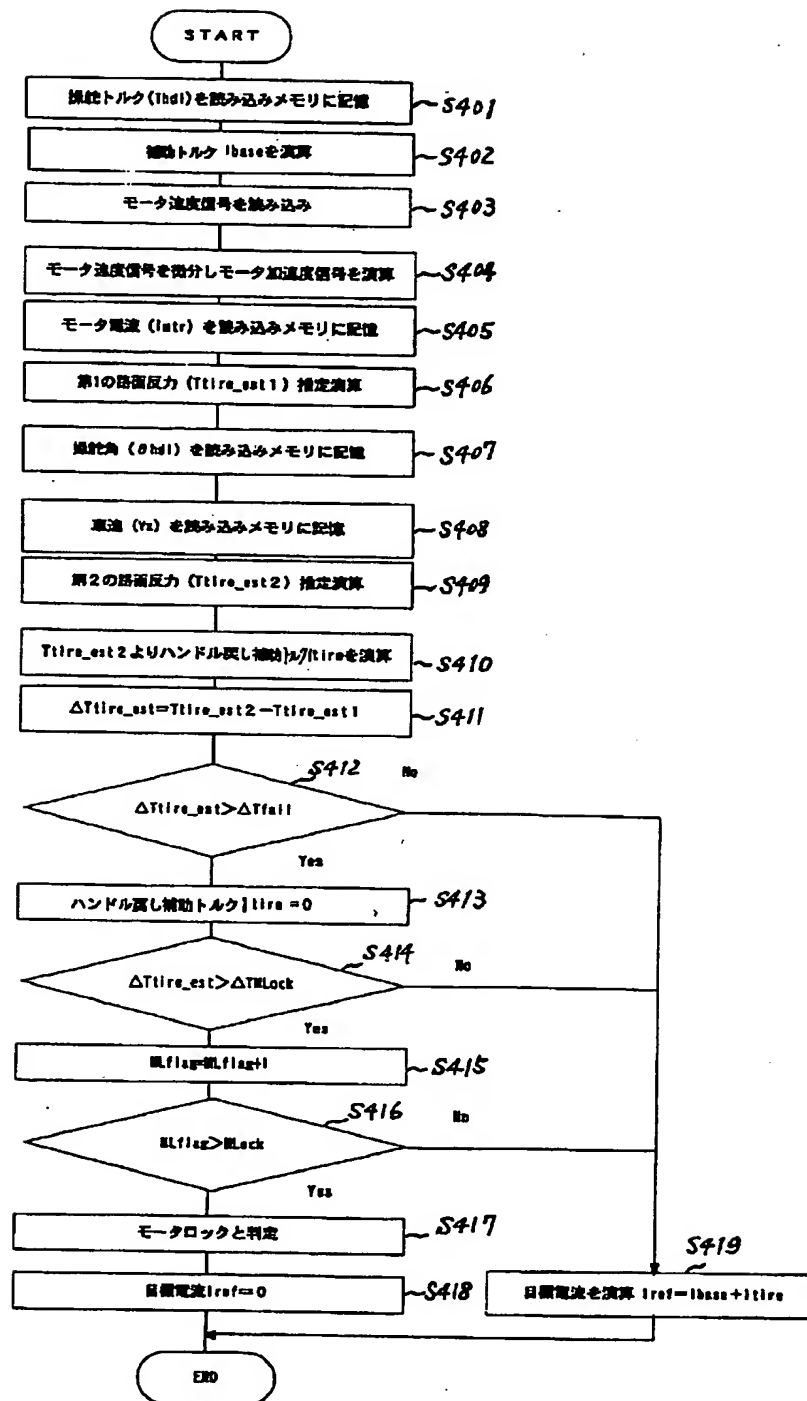 START
操舵トルク(Thdl)を読み込みメモリに記憶
S401
補助トルク Ibaseを演算
S402
モータ速度信号を読み込み
S403
モータ速度信号を微分しモータ加速度信号を演算
S404
モータ電流 (Imtr) を読み込みメモリに記憶
S405
第1の路面反力 (Ttire_est1) 推定演算
S406
操舵角 (θhdl) を読み込みメモリに記憶
S407
車速 (Vx) を読み込みメモリに記憶
S408
第2の路面反力 (Ttire_est2) 推定演算
S409
Ttire_est2よりハンドル戻し補助トルクItireを演算
S410
△Ttire_est=Ttire_est2−Ttire_est1
S411
S412
No
△Ttire_est>△Tfail
Yes
ハンドル戻し補助トルクItire =0
S413
S414
No
△Ttire_est>△TMLock
Yes
MLflag=MLflag+1
S415
S416
No
MLflag>MLock
Yes
モータロックと判定
S417
S419
目標電流Iref=0
S418
目標電流を演算 Iref=Ibase+Itire
END